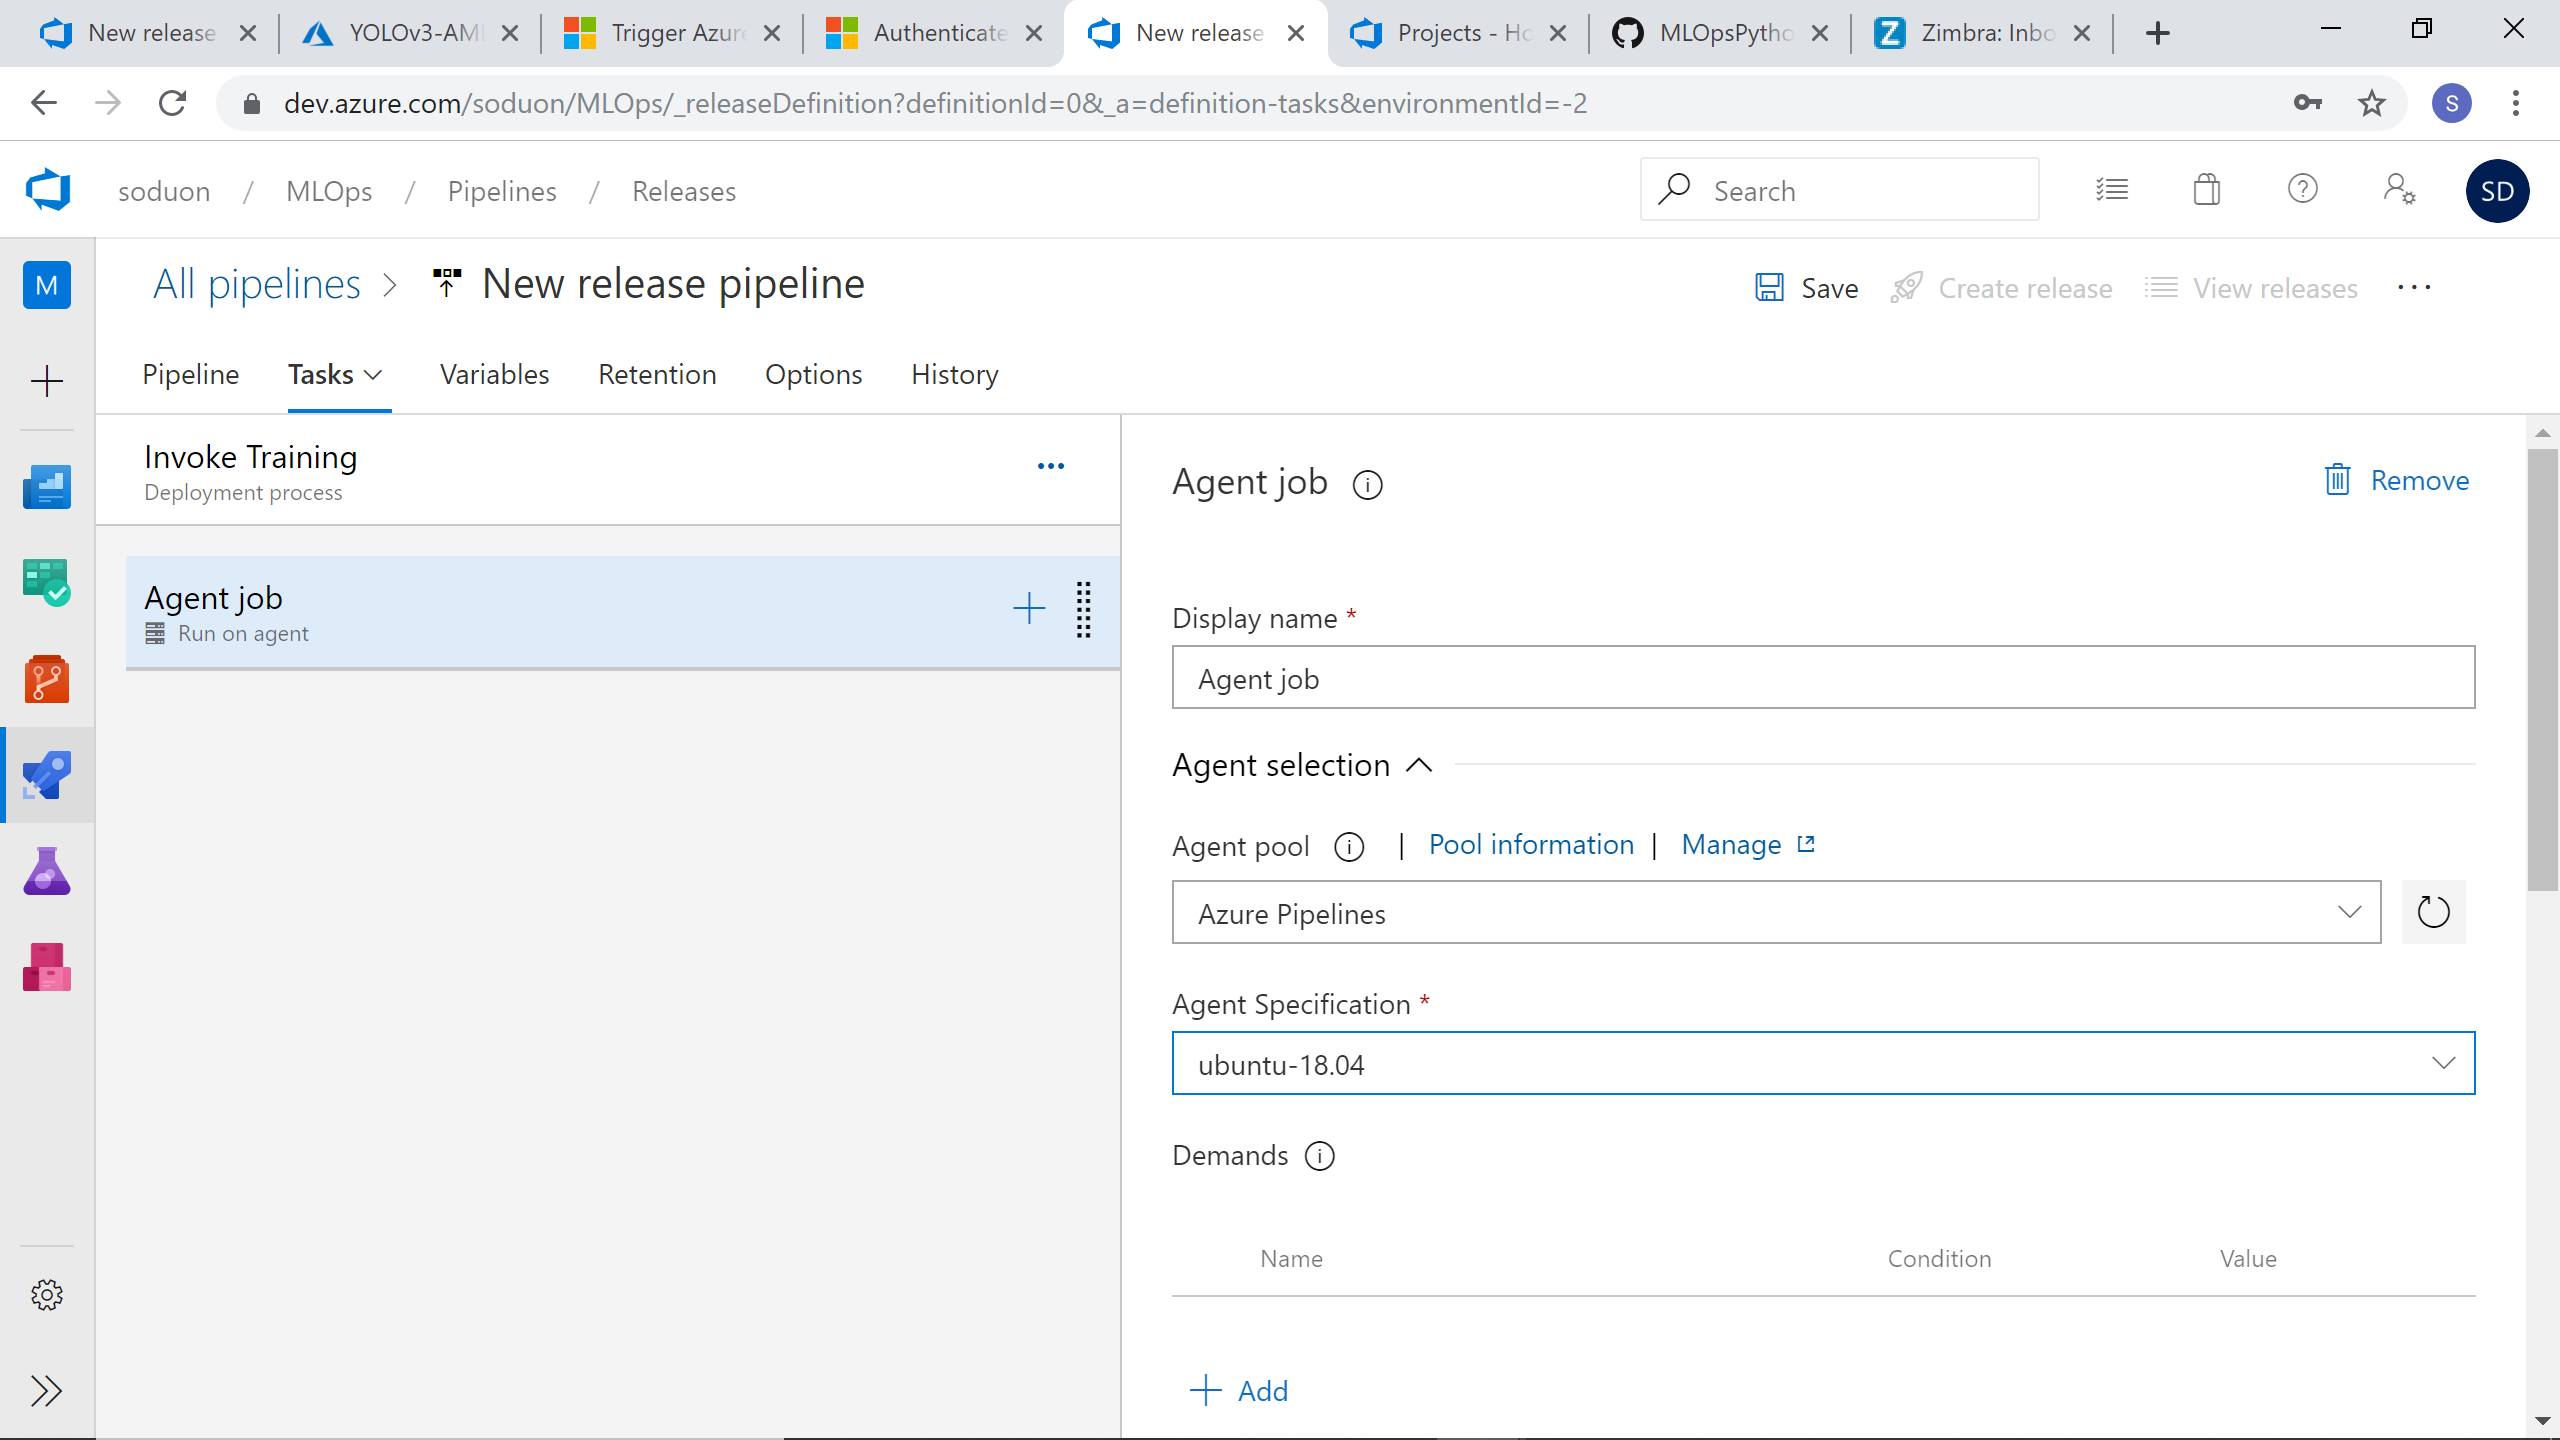 New release
YOLOv3-AM
Trigger Azure
Authenticate
New release
Projects - Ho
MLOpsPytho
Z
Zimbra: Inbo
dev.azure.com/soduon/MLOps/_releaseDefinition?definitionId=0&_a=definition-tasks&environmentId=-2
S
soduon / MLOps / Pipelines / Releases
Search
SD
M
All pipelines > New release pipeline
Save
Create release
View releases
Pipeline
Tasks
Variables
Retention
Options
History
Invoke Training
Deployment process
Agent job
Run on agent
Agent job
Remove
Display name *
Agent job
Agent selection
Agent pool | Pool information | Manage
Azure Pipelines
Agent Specification *
ubuntu-18.04
Demands
Name Condition Value
Add